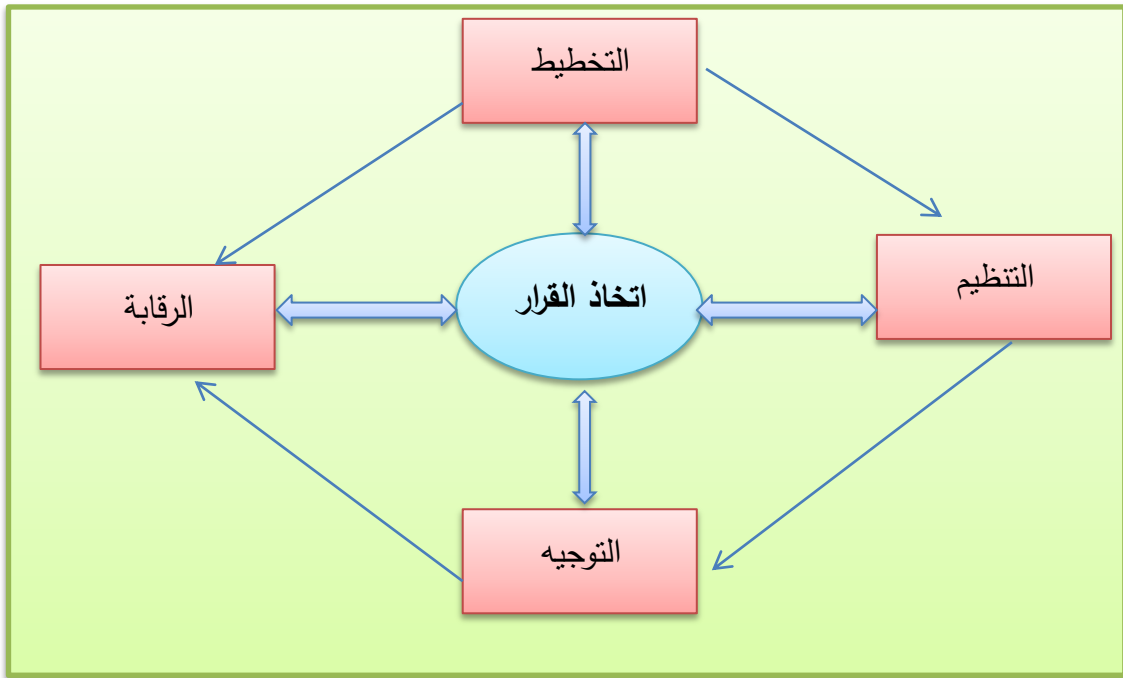 التخطيط
التنظيم
اتخاذ القرار
الرقابة
التوجيه